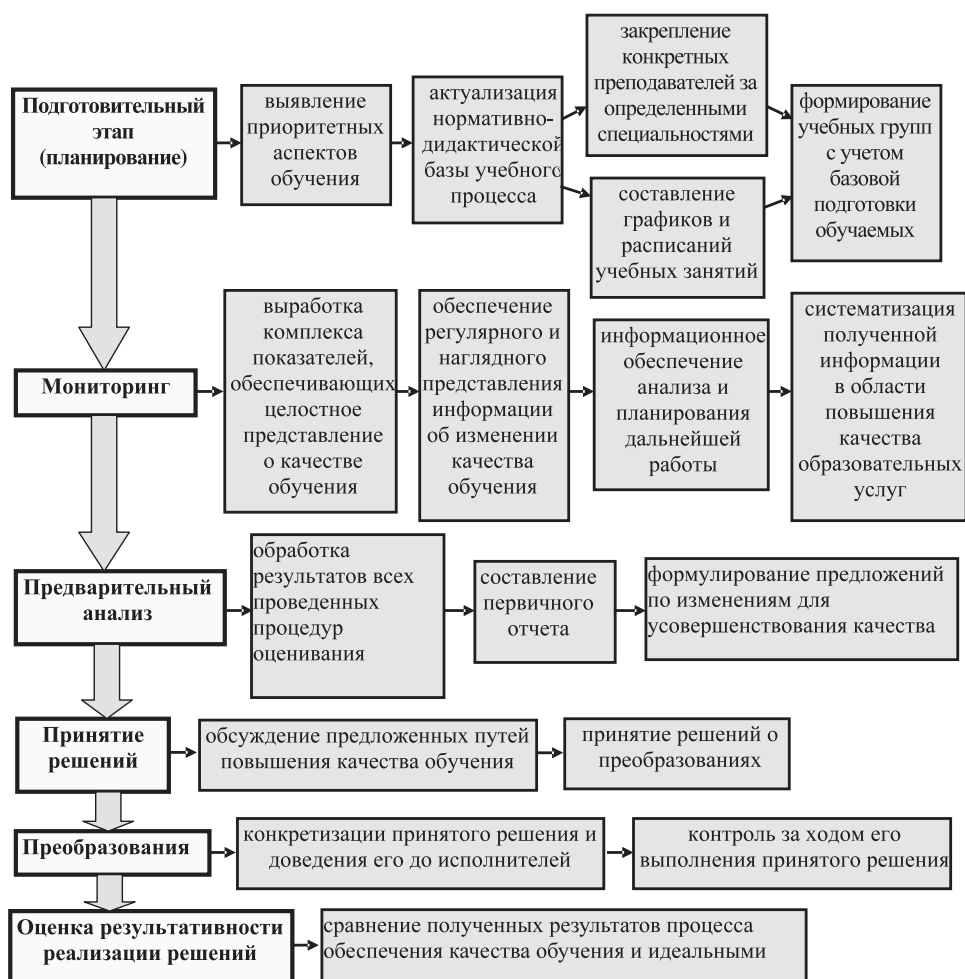 Подготовительный
этап
(планирование)
выявление
приоритетных
аспектов
обучения
актуализация
нормативно-
дидактической
базы учебного
процесса
закрепление
конкретных
преподавателей за
определенными
специальностями
составление
графиков и
расписаний
учебных занятий
формирование
учебных групп
с учетом
базовой
подготовки
обучаемых
Мониторинг
выработка
комплекса
показателей,
обеспечивающих
целостное
представление
о качестве
обучения
обеспечение
регулярного и
наглядного
представления
информации
об изменении
качества
обучения
информационное
обеспечение
анализа и
планирования
дальнейшей
работы
систематизация
полученной
информации
в области
повышения
качества
образовательных
услуг
Предварительный
анализ
обработка
результатов всех
проведенных
процедур
оценивания
составление
первичного
отчета
формулирование предложений
по изменениям для
усовершенствования качества
Принятие
решений
обсуждение предложенных путей
повышения качества обучения
принятие решений о
преобразованиях
Преобразования
конкретизации принятого решения и
доведения его до исполнителей
контроль за ходом его
выполнения принятого решения
Оценка результативности
реализации решений
сравнение полученных результатов процесса
обеспечения качества обучения и идеальными